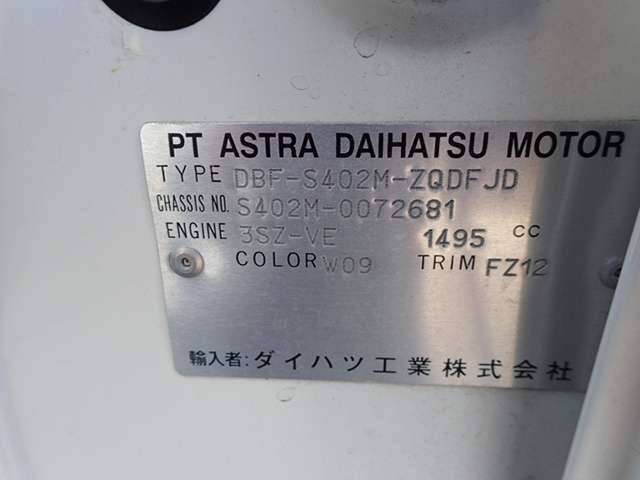 PT ASTRA DAIHATSU MOTOR
TYPE DBF-S402M-ZQDFJD
CHASSIS NO. S402M-0072681
ENGINE 3SZ-VE 1495 CC
COLOR W09 TRIM FZ12
輸入者:ダイハツ工業株式会社